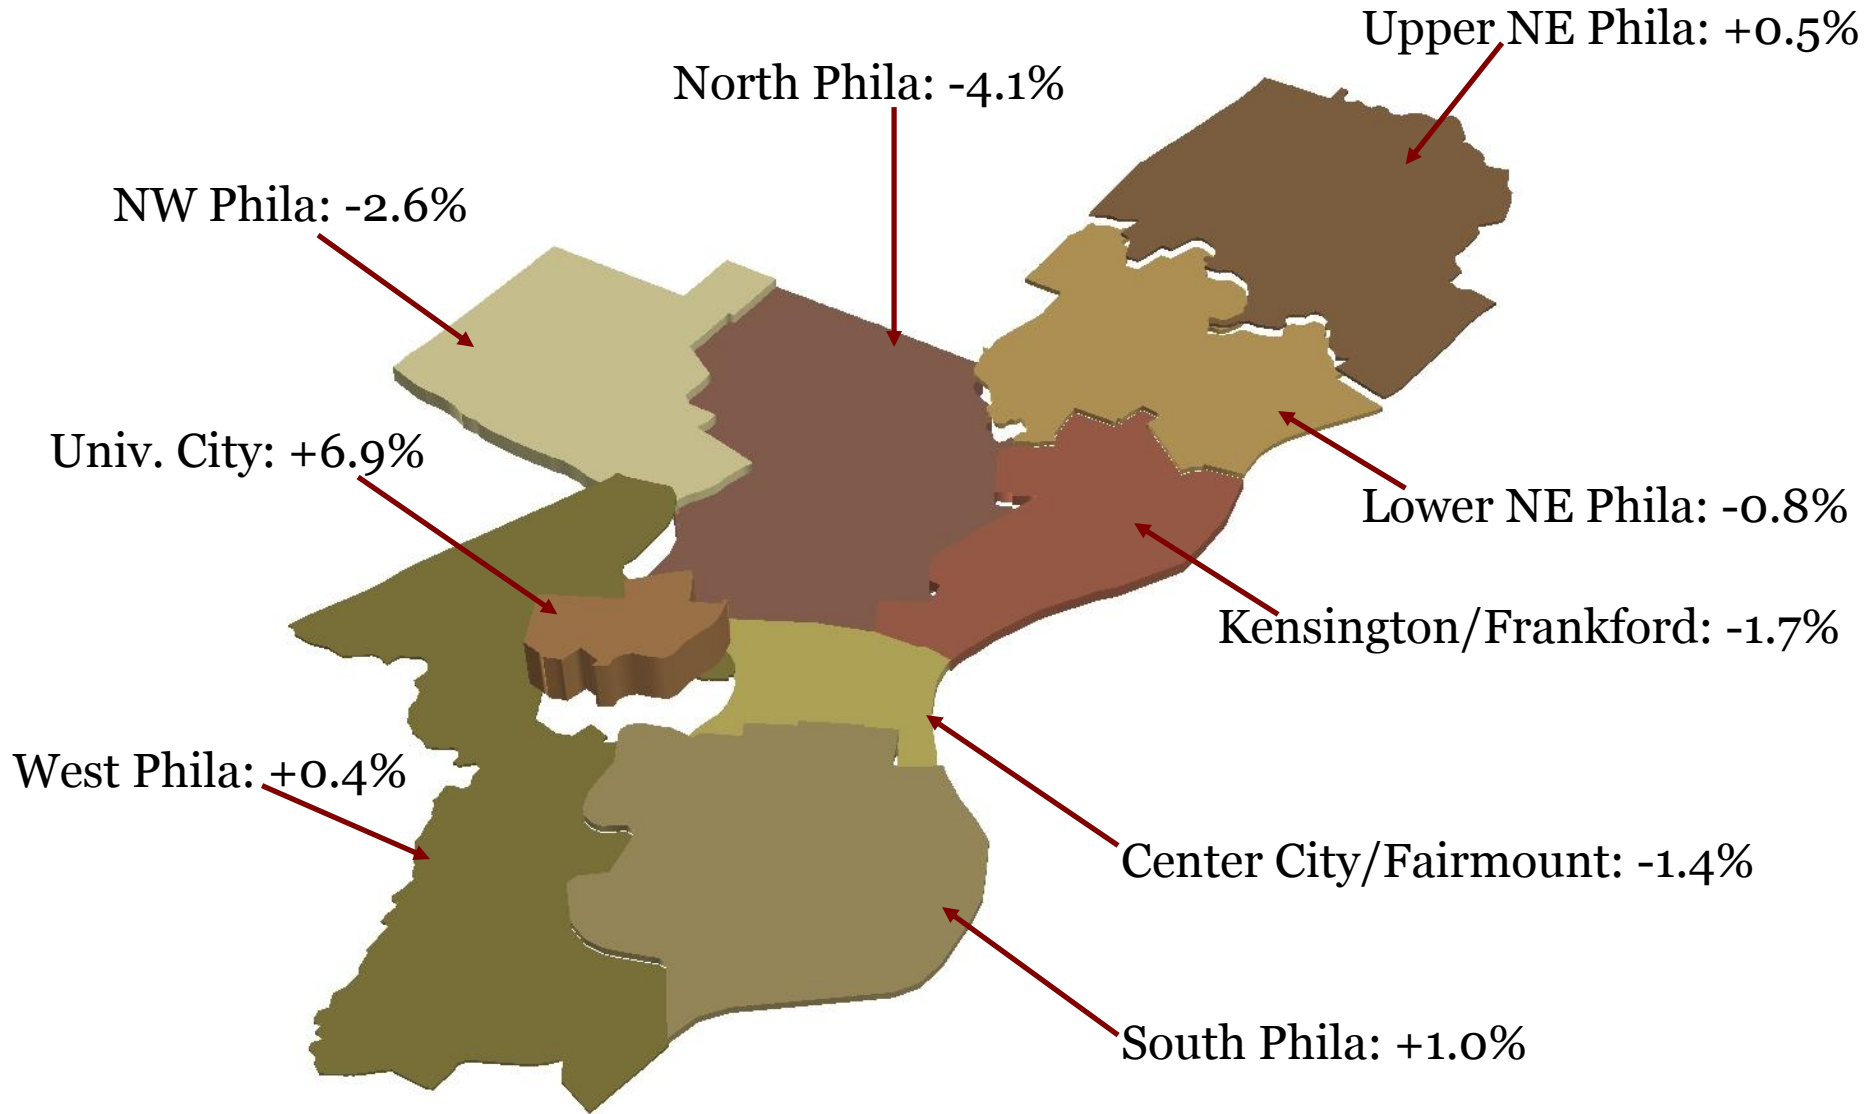 Upper NE Phila: +0.5%
North Phila: -4.1%
NW Phila: -2.6%
Univ. City: +6.9%
Lower NE Phila: -0.8%
Kensington/Frankford: -1.7%
West Phila: +0.4%
Center City/Fairmount: -1.4%
South Phila: +1.0%